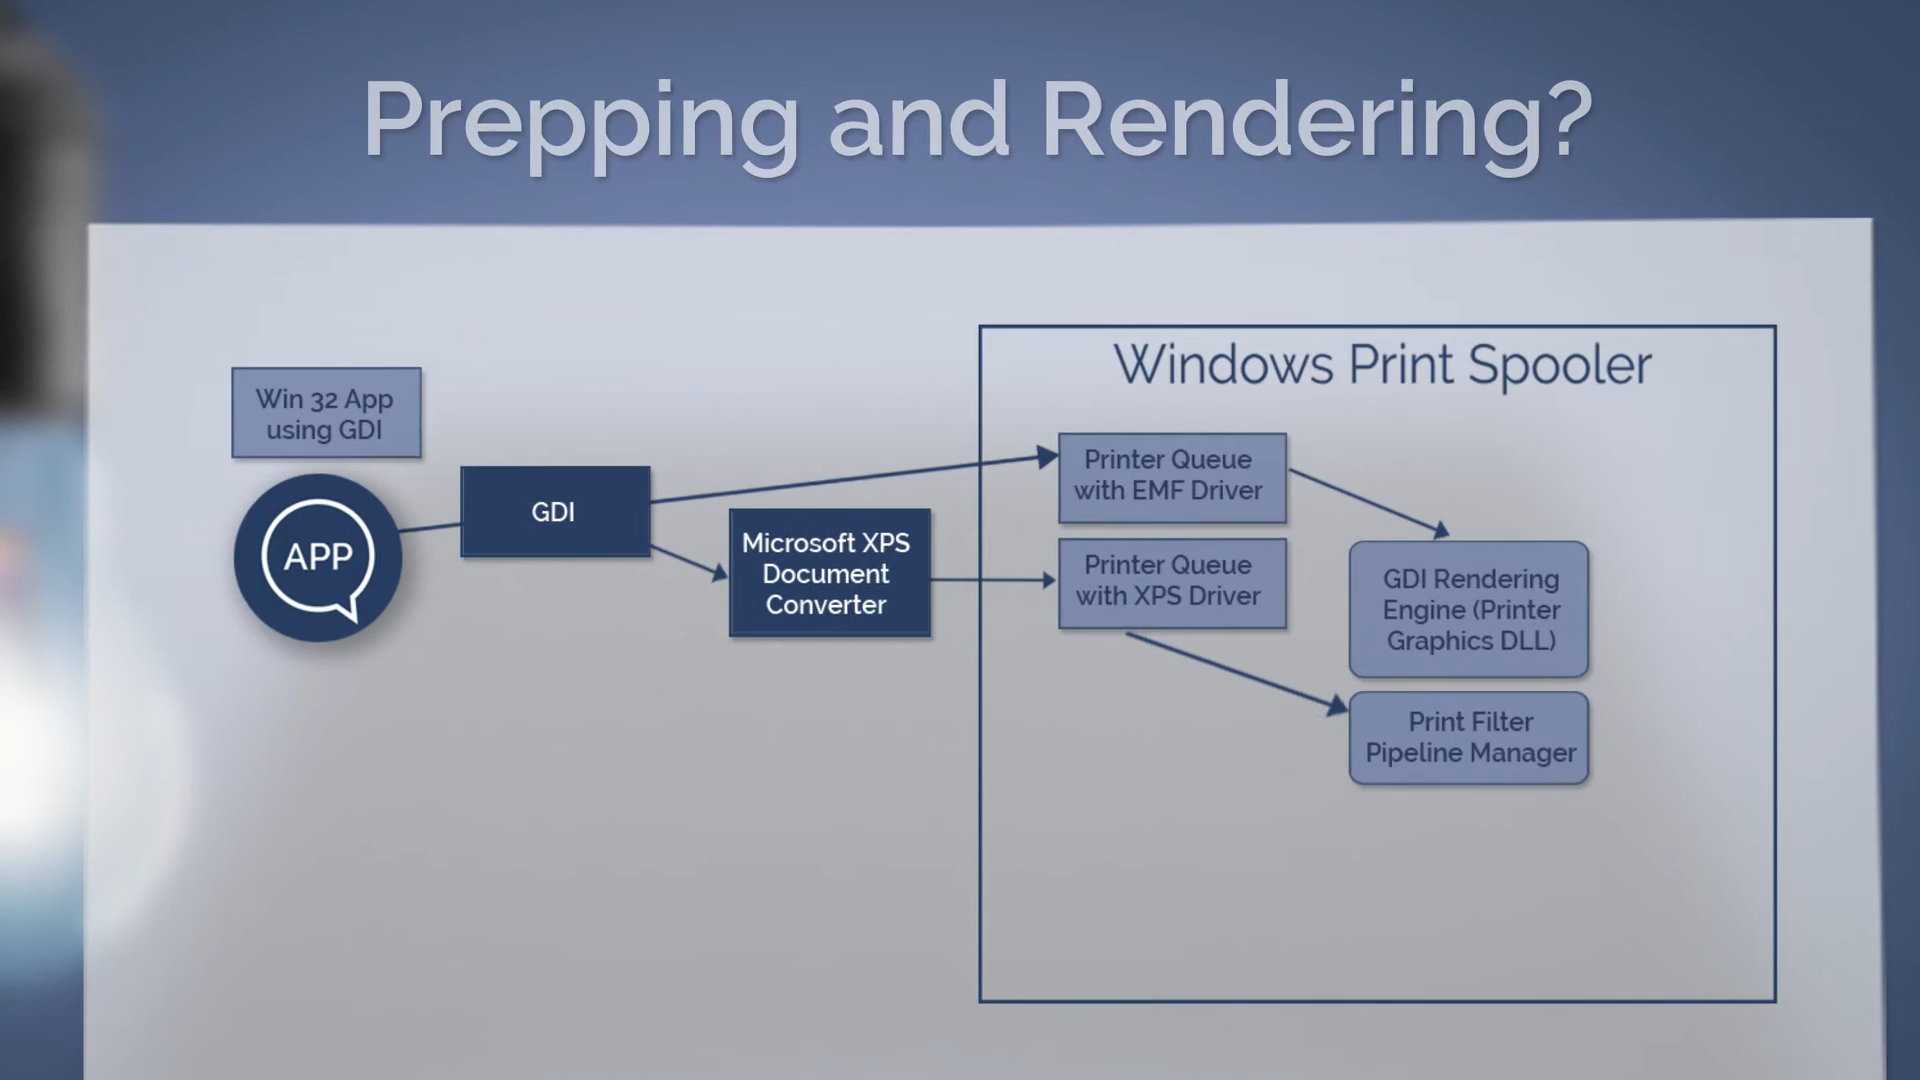 Prepping and Rendering?
Windows Print Spooler
Win 32 App
using GDI
APP
GDI
Microsoft XPS
Document
Converter
Printer Queue
with EMF Driver
Printer Queue
with XPS Driver
GDI Rendering
Engine (Printer
Graphics DLL)
Print Filter
Pipeline Manager